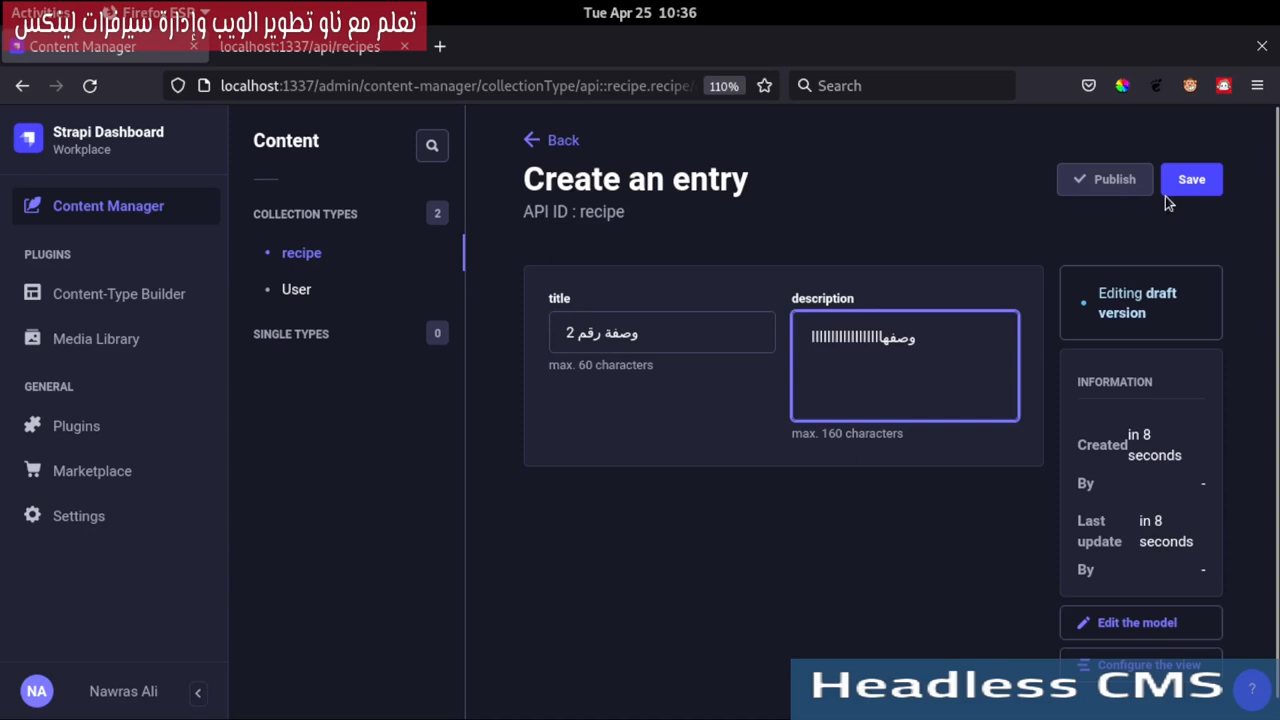 Activities Firefox ESR Tue Apr 25 10:36
تعلم مع ناو تطوير الويب وإدارة سيرفرات لينكس
Content Manager localhost:1337/api/recipes
localhost:1337/admin/content-manager/collectionType/api::recipe.recipe/ 110% Search
Strapi Dashboard
Workplace
Content Manager
PLUGINS
Content-Type Builder
Media Library
GENERAL
Plugins
Marketplace
Settings
NA Nawras Ali
Content
COLLECTION TYPES 2
recipe
User
SINGLE TYPES 0
Back
Create an entry
API ID : recipe
Publish Save
title
وصفة رقم 2
max. 60 characters
description
وصفهااااااااااااااااااا
max. 160 characters
Editing draft
version
INFORMATION
Created in 8
seconds
By -
Last in 8
update seconds
By -
Edit the model
Configure the view
Headless CMS
?